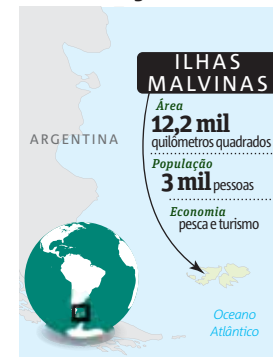 ILHAS
MALVINAS
Área
12,2 mil
quilômetros quadrados
População
3 mil pessoas
Economia
pesca e turismo
ARGENTINA
Oceano
Atlântico